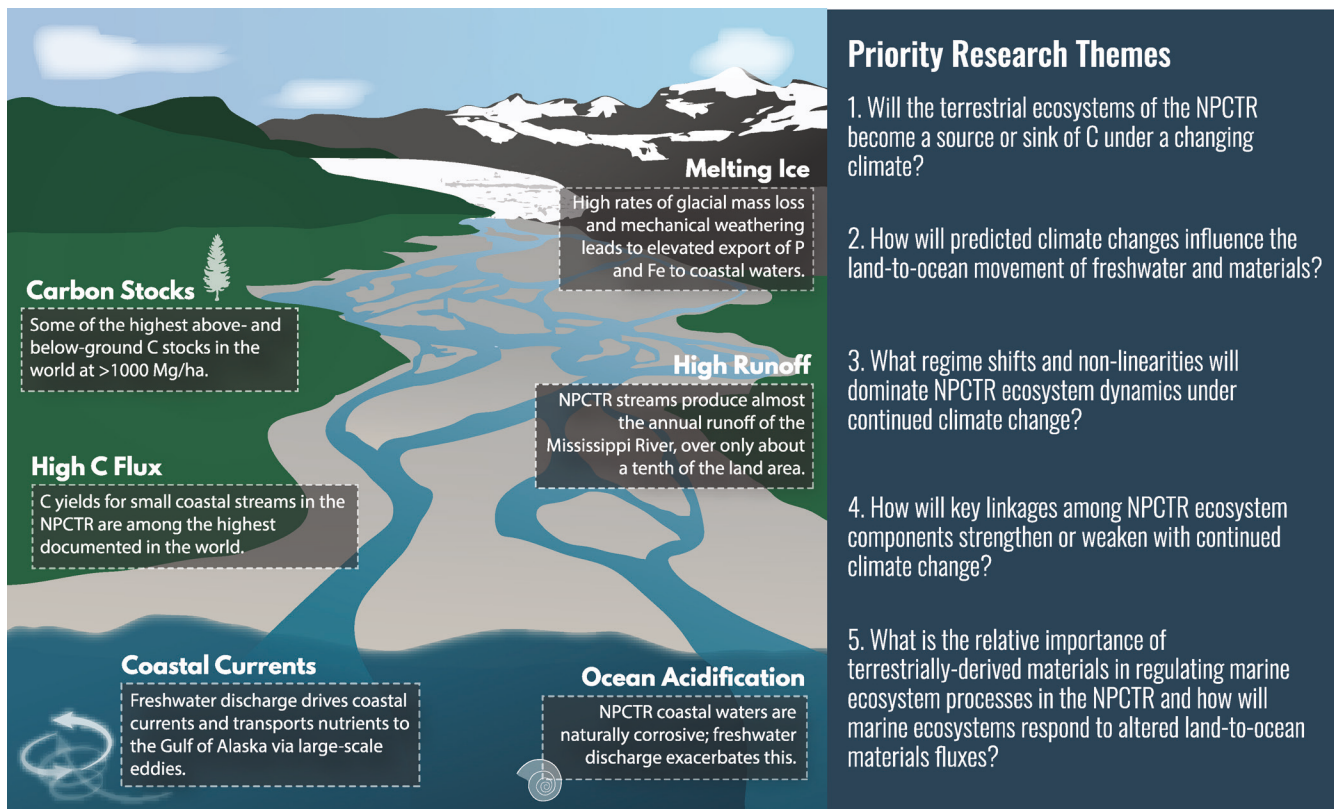 Melting Ice
High rates of glacial mass loss
and mechanical weathering
leads to elevated export of P
and Fe to coastal waters.
Carbon Stocks
Some of the highest above- and
below-ground C stocks in the
world at >1000 Mg/ha.
High Runoff
NPCTR streams produce almost
the annual runoff of the
Mississippi River, over only about
a tenth of the land area.
High C Flux
C yields for small coastal streams in the
NPCTR are among the highest
documented in the world.
Coastal Currents
Freshwater discharge drives coastal
currents and transports nutrients to
the Gulf of Alaska via large-scale
eddies.
Ocean Acidification
NPCTR coastal waters are
naturally corrosive; freshwater
discharge exacerbates this.
Priority Research Themes
1. Will the terrestrial ecosystems of the NPCTR
become a source or sink of C under a changing
climate?
2. How will predicted climate changes influence the
land-to-ocean movement of freshwater and materials?
3. What regime shifts and non-linearities will
dominate NPCTR ecosystem dynamics under
continued climate change?
4. How will key linkages among NPCTR ecosystem
components strengthen or weaken with continued
climate change?
5. What is the relative importance of
terrestrially-derived materials in regulating marine
ecosystem processes in the NPCTR and how will
marine ecosystems respond to altered land-to-ocean
materials fluxes?